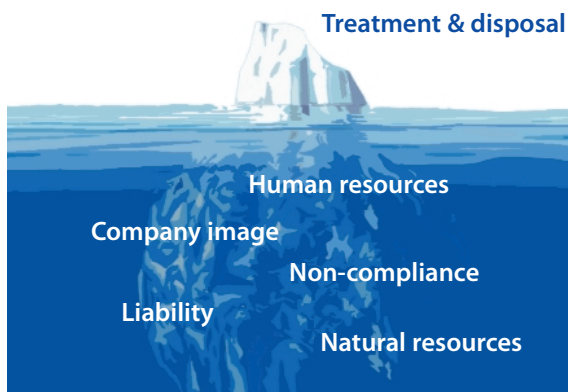 Treatment & disposal
Human resources
Company image
Non-compliance
Liability
Natural resources